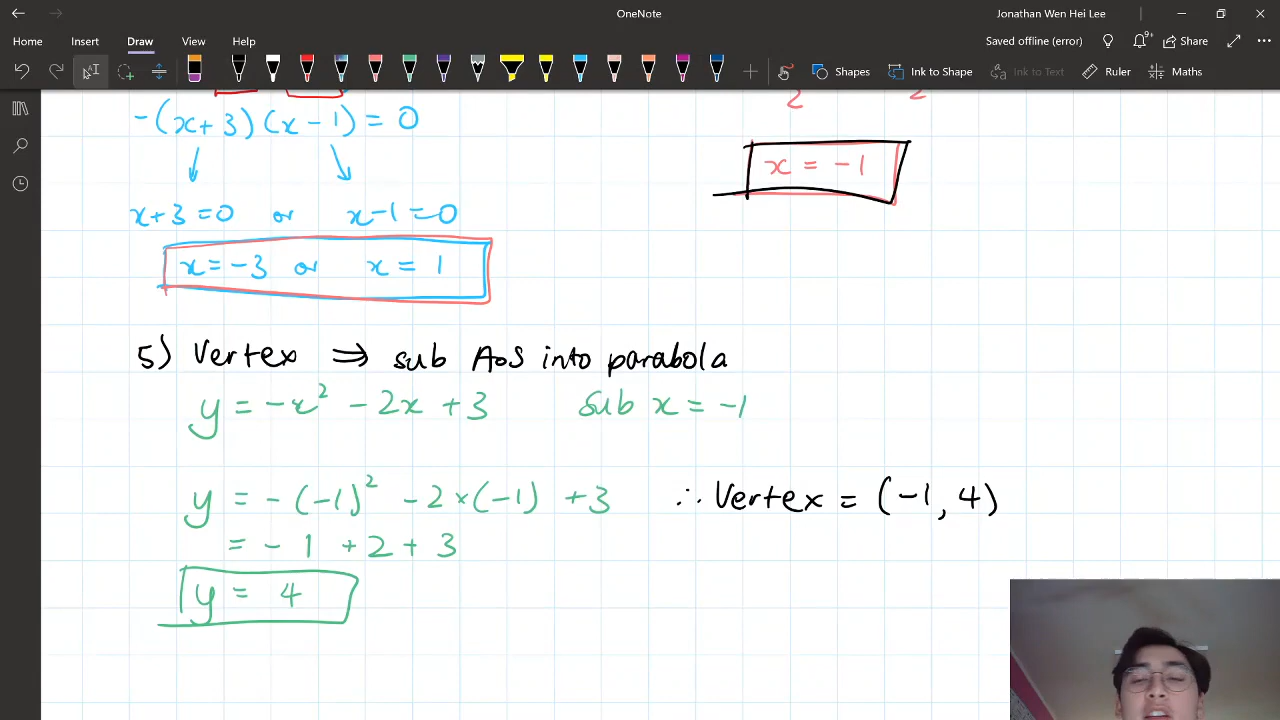 OneNote
Jonathan Wen Hei Lee
Home Insert Draw View Help
Saved offline (error) 9+ Share
Shapes Ink to Shape Ink to Text Ruler Maths
-(x+3)(x-1) = 0
2 2
x = -1
x+3 = 0 or x-1 = 0
x = -3 or x = 1
5) Vertex ⇒ sub AoS into parabola
y = -x² - 2x + 3 sub x = -1
y = -(-1)² - 2×(-1) + 3 ∴ Vertex = (-1, 4)
= -1 + 2 + 3
y = 4